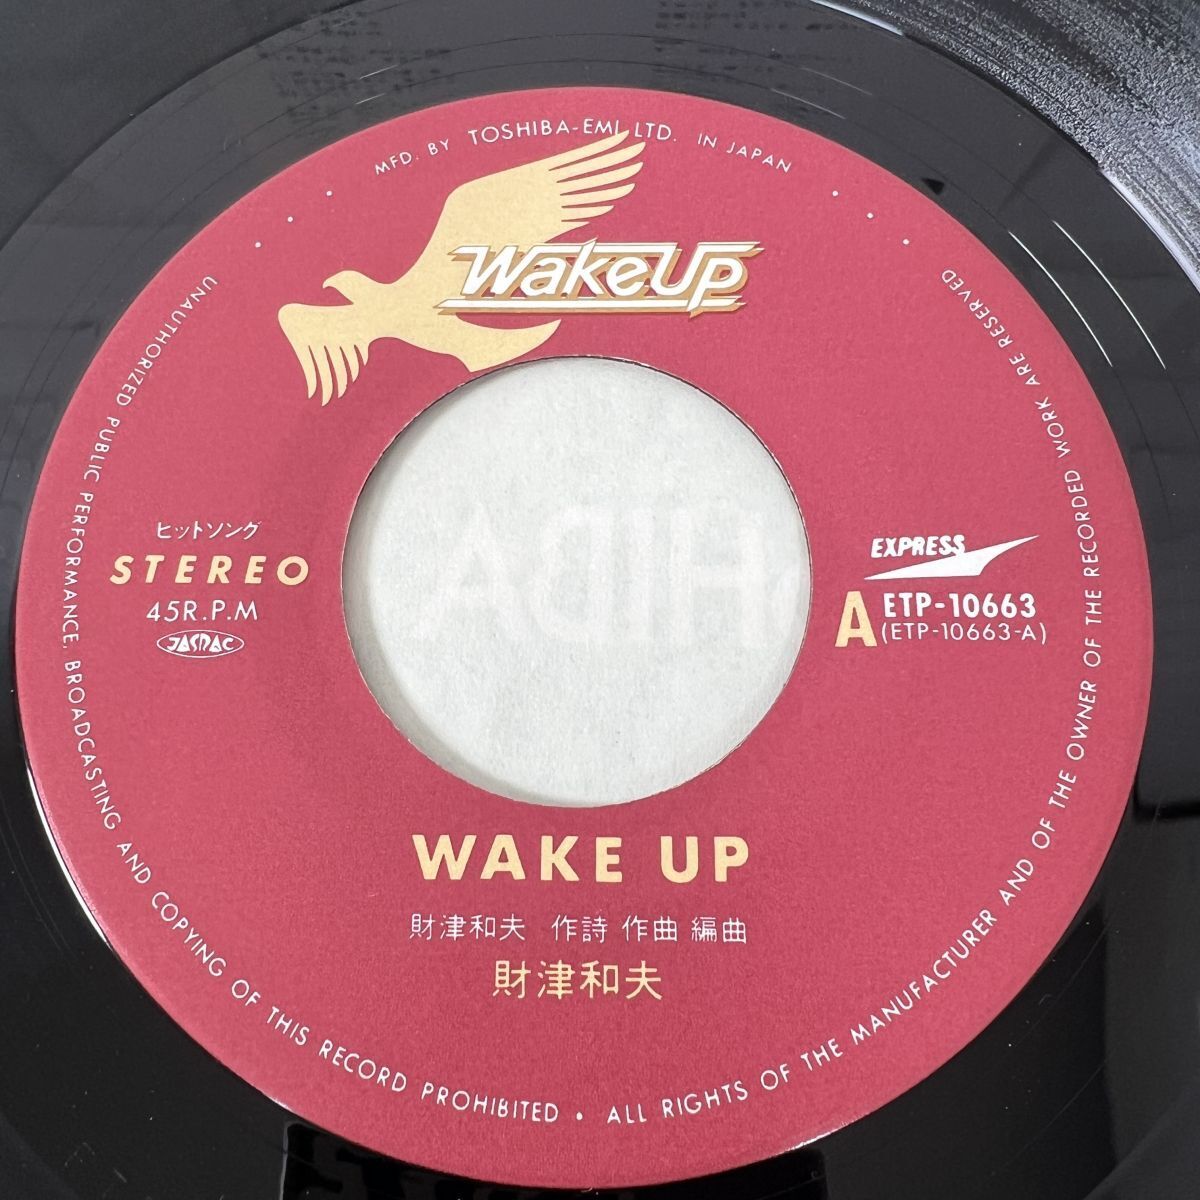 MFD. BY TOSHIBA-EMI LTD. IN JAPAN
WakeUp
ヒットソング
STEREO
45R.P.M
JASRAC
EXPRESS
A ETP-10663
(ETP-10663-A)
WAKE UP
財津和夫 作詩 作曲 編曲
財津和夫
UNAUTHORIZED PUBLIC PERFORMANCE, BROADCASTING AND COPYING OF THIS RECORD PROHIBITED • ALL RIGHTS OF THE MANUFACTURER AND OF THE OWNER OF THE RECORDED WORK ARE RESERVED